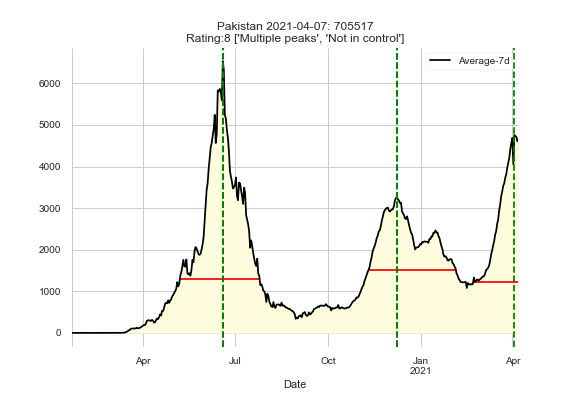 Pakistan 2021-04-07: 705517
Rating:8 ['Multiple peaks', 'Not in control']
Average-7d
6000
5000
4000
3000
2000
1000
0
Apr
Jul
Oct
Jan
2021
Apr
Date